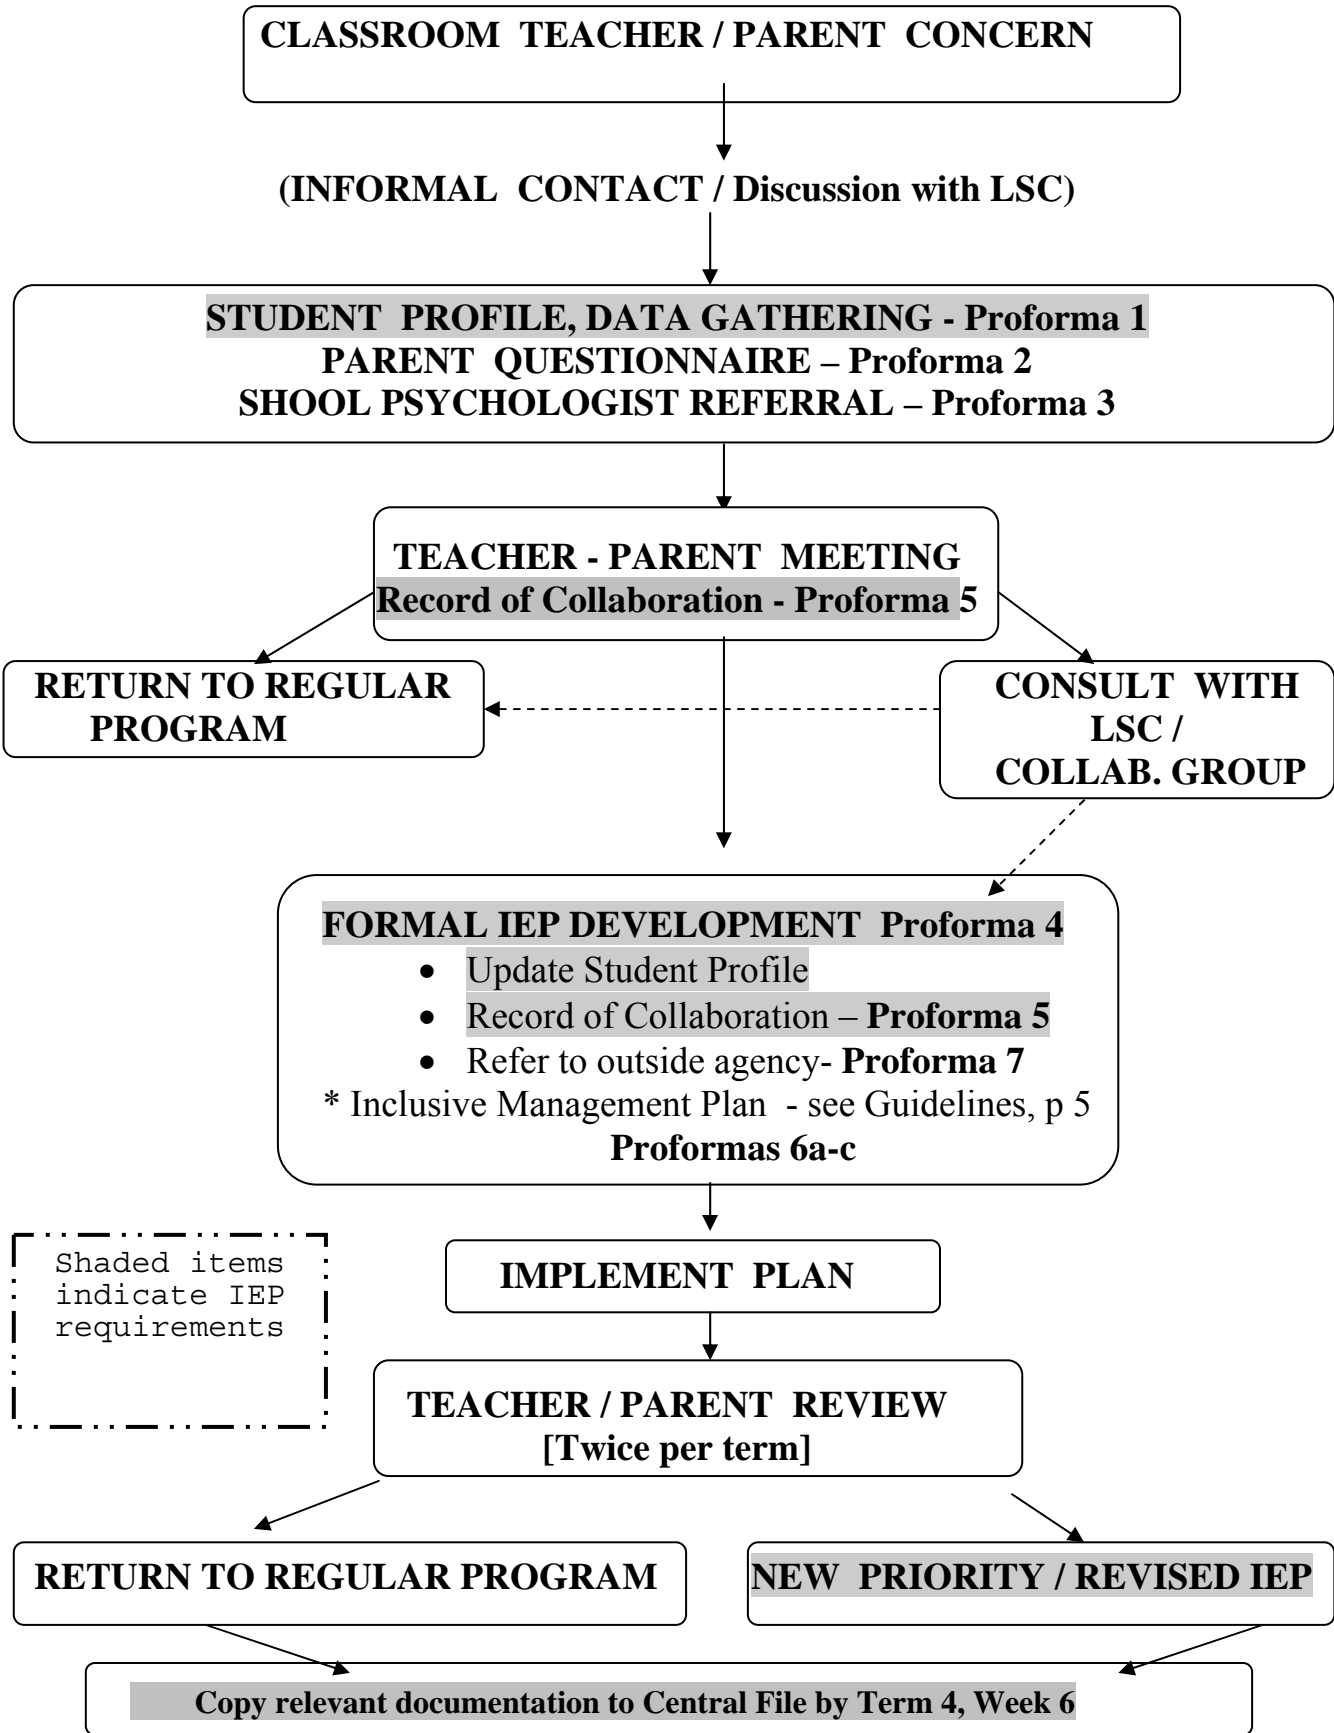 CLASSROOM TEACHER / PARENT CONCERN
(INFORMAL CONTACT / Discussion with LSC)
STUDENT PROFILE, DATA GATHERING - Proforma 1
PARENT QUESTIONNAIRE – Proforma 2
SHOOL PSYCHOLOGIST REFERRAL – Proforma 3
TEACHER - PARENT MEETING
Record of Collaboration - Proforma 5
RETURN TO REGULAR
PROGRAM
CONSULT WITH
LSC /
COLLAB. GROUP
FORMAL IEP DEVELOPMENT Proforma 4
• Update Student Profile
• Record of Collaboration – Proforma 5
• Refer to outside agency- Proforma 7
* Inclusive Management Plan - see Guidelines, p 5
Proformas 6a-c
Shaded items
indicate IEP
requirements
IMPLEMENT PLAN
TEACHER / PARENT REVIEW
[Twice per term]
RETURN TO REGULAR PROGRAM
NEW PRIORITY / REVISED IEP
Copy relevant documentation to Central File by Term 4, Week 6